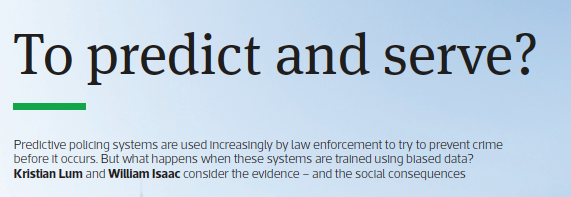 To predict and serve?
Predictive policing systems are used increasingly by law enforcement to try to prevent crime
before it occurs. But what happens when these systems are trained using biased data?
Kristian Lum and William Isaac consider the evidence – and the social consequences